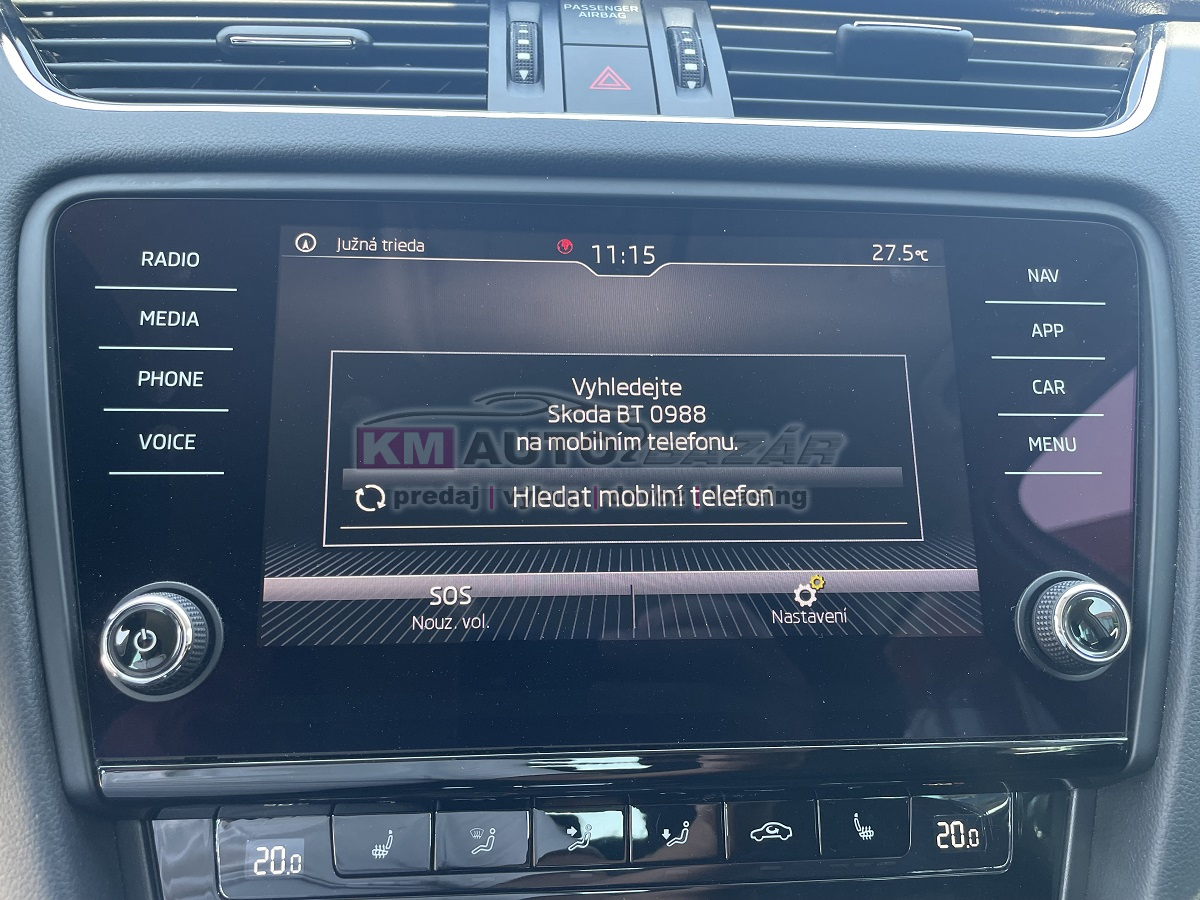 PASSENGER
AIRBAG
Južná trieda
11:15
27.5°C
RADIO
MEDIA
PHONE
VOICE
NAV
APP
CAR
MENU
Vyhledejte
Skoda BT 0988
na mobilním telefonu.
KM AUTOBAZÁR
predaj
Hledat mobilní telefon
SOS
Nouz. vol.
Nastavení
20.0
20.0